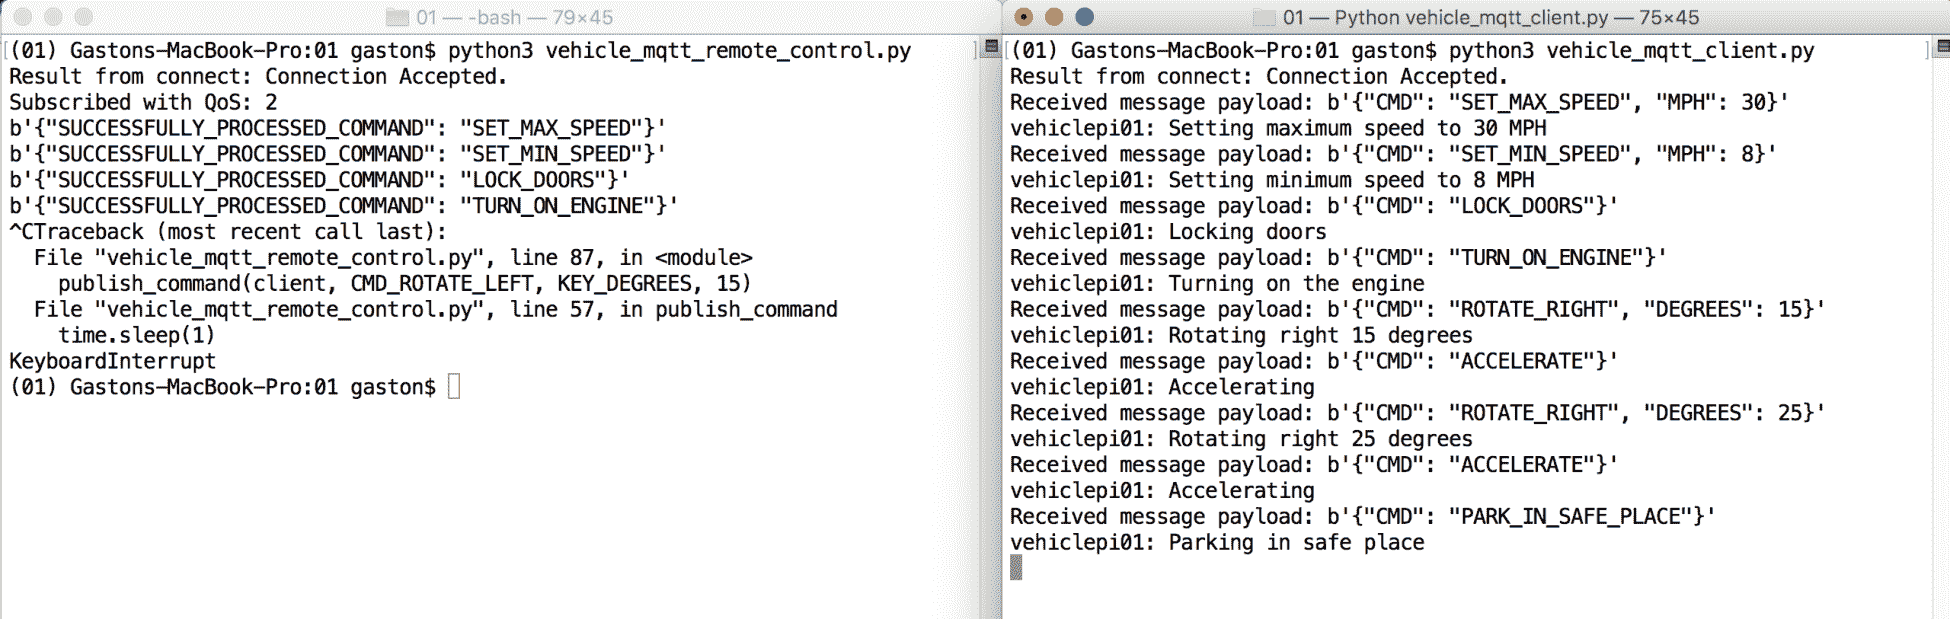 01 — -bash — 79×45
(01) Gastons-MacBook-Pro:01 gaston$ python3 vehicle_mqtt_remote_control.py
Result from connect: Connection Accepted.
Subscribed with QoS: 2
b'{"SUCCESSFULLY_PROCESSED_COMMAND": "SET_MAX_SPEED"}'
b'{"SUCCESSFULLY_PROCESSED_COMMAND": "SET_MIN_SPEED"}'
b'{"SUCCESSFULLY_PROCESSED_COMMAND": "LOCK_DOORS"}'
b'{"SUCCESSFULLY_PROCESSED_COMMAND": "TURN_ON_ENGINE"}'
^CTraceback (most recent call last):
  File "vehicle_mqtt_remote_control.py", line 87, in <module>
    publish_command(client, CMD_ROTATE_LEFT, KEY_DEGREES, 15)
  File "vehicle_mqtt_remote_control.py", line 57, in publish_command
    time.sleep(1)
KeyboardInterrupt
(01) Gastons-MacBook-Pro:01 gaston$
01 — Python vehicle_mqtt_client.py — 75×45
(01) Gastons-MacBook-Pro:01 gaston$ python3 vehicle_mqtt_client.py
Result from connect: Connection Accepted.
Received message payload: b'{"CMD": "SET_MAX_SPEED", "MPH": 30}'
vehiclepi01: Setting maximum speed to 30 MPH
Received message payload: b'{"CMD": "SET_MIN_SPEED", "MPH": 8}'
vehiclepi01: Setting minimum speed to 8 MPH
Received message payload: b'{"CMD": "LOCK_DOORS"}'
vehiclepi01: Locking doors
Received message payload: b'{"CMD": "TURN_ON_ENGINE"}'
vehiclepi01: Turning on the engine
Received message payload: b'{"CMD": "ROTATE_RIGHT", "DEGREES": 15}'
vehiclepi01: Rotating right 15 degrees
Received message payload: b'{"CMD": "ACCELERATE"}'
vehiclepi01: Accelerating
Received message payload: b'{"CMD": "ROTATE_RIGHT", "DEGREES": 25}'
vehiclepi01: Rotating right 25 degrees
Received message payload: b'{"CMD": "ACCELERATE"}'
vehiclepi01: Accelerating
Received message payload: b'{"CMD": "PARK_IN_SAFE_PLACE"}'
vehiclepi01: Parking in safe place